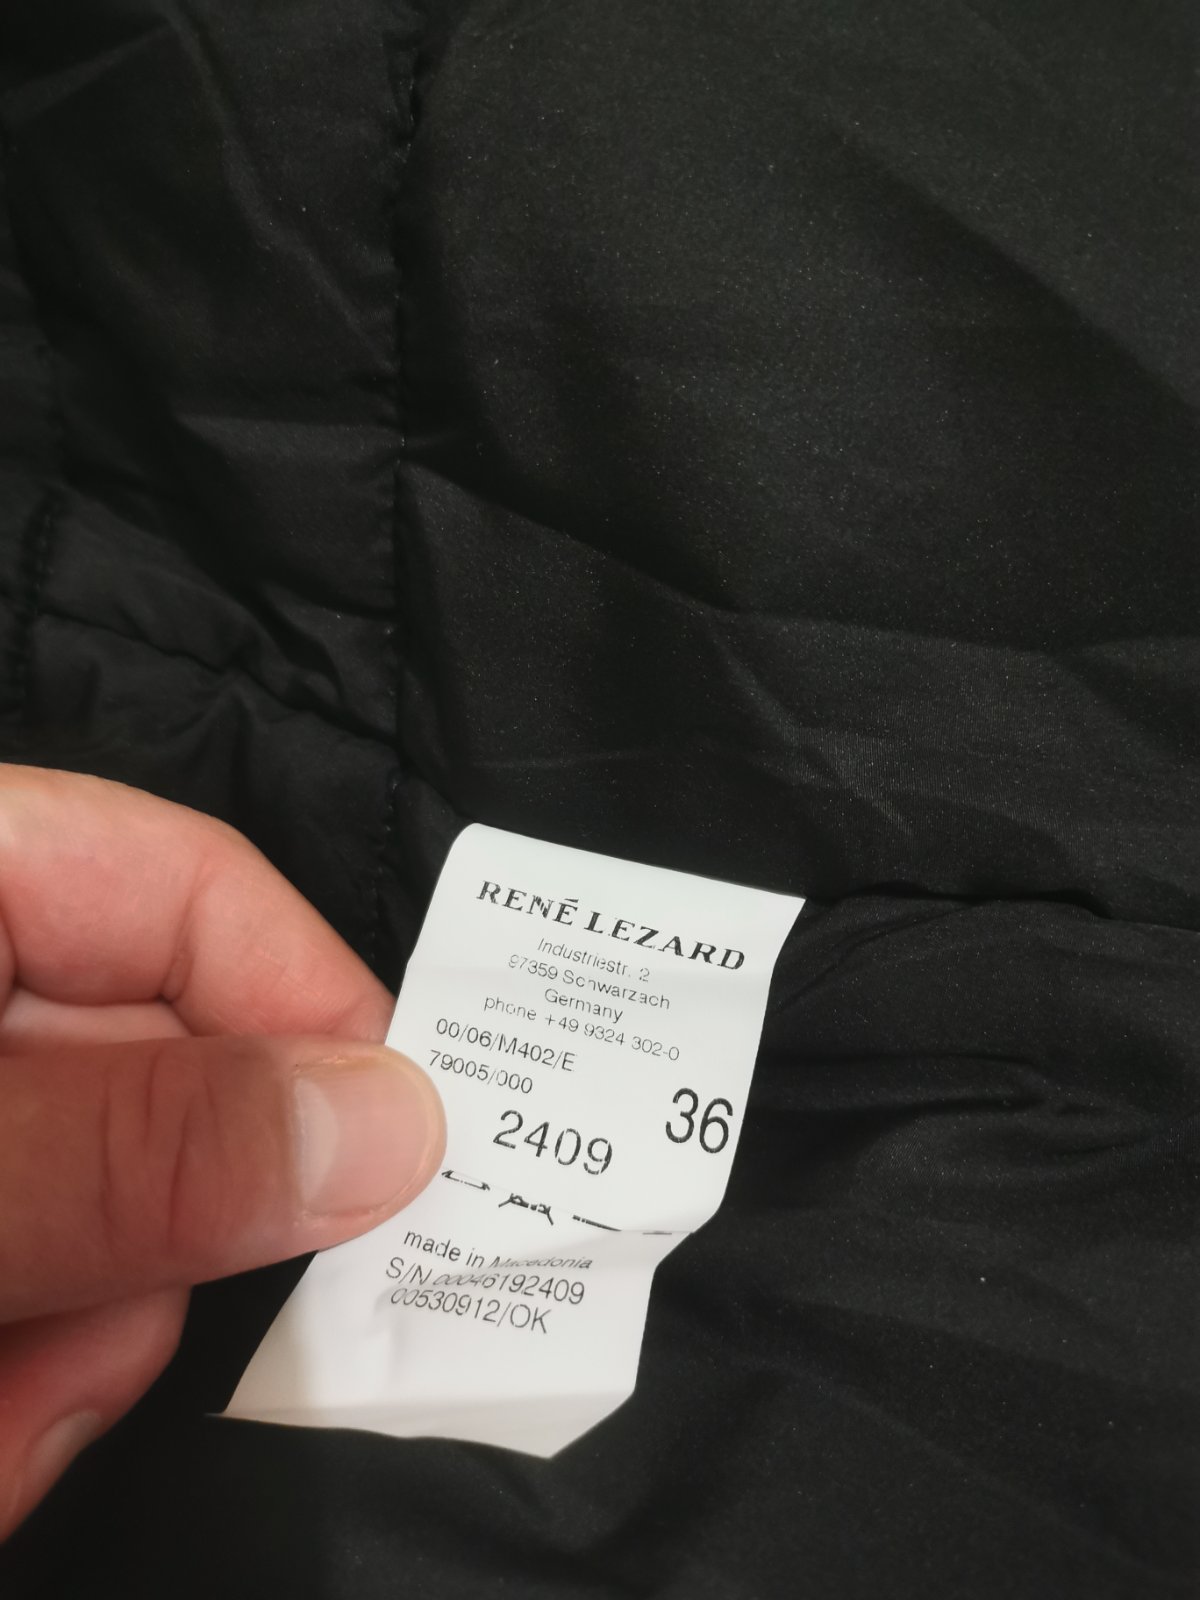 RENÉ LEZARD
Industriestr. 2
97359 Schwarzach
Germany
phone +49 9324 302-0
00/06/M402/E
79005/000
36
2409
made in Macedonia
S/N 00046192409
00530912/OK